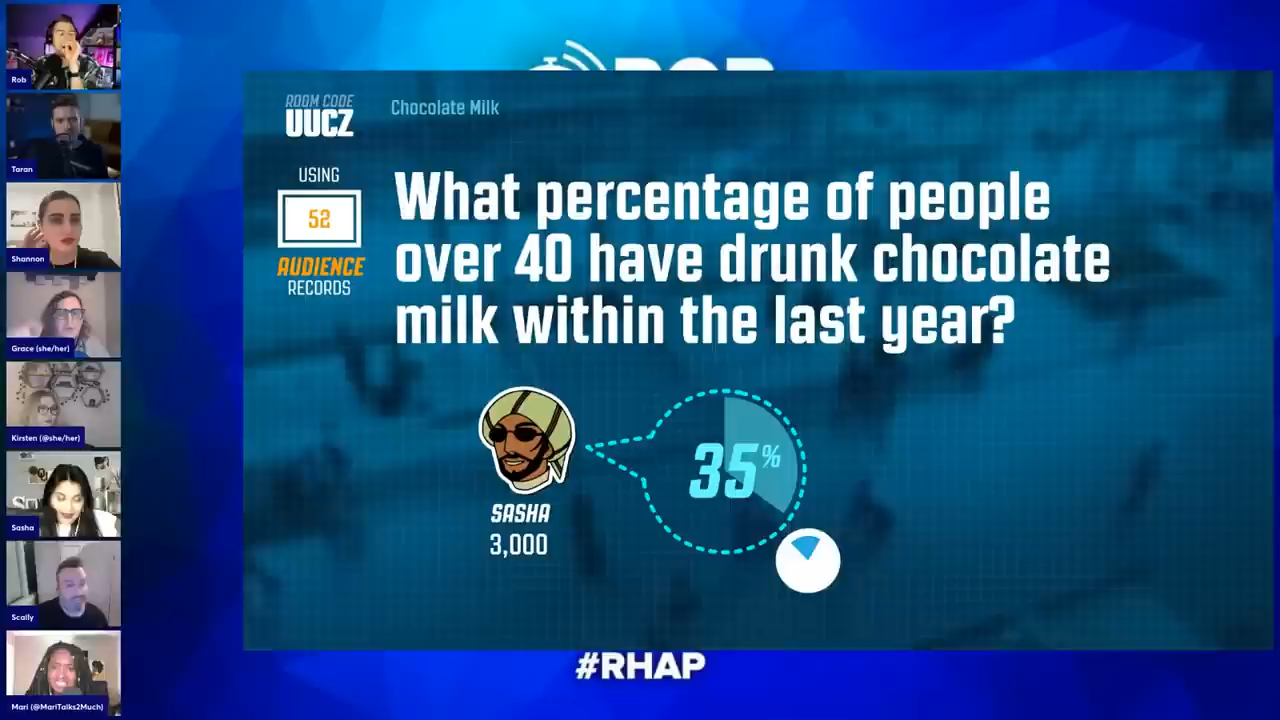 Rob
Taran
Shannon
Grace (she/her)
Kirsten (@she/her)
Sasha
Scally
Mari (@MariTalks2Much)
ROOM CODE
UUCZ
Chocolate Milk
USING
52
AUDIENCE
RECORDS
What percentage of people
over 40 have drunk chocolate
milk within the last year?
35%
SASHA
3,000
#RHAP